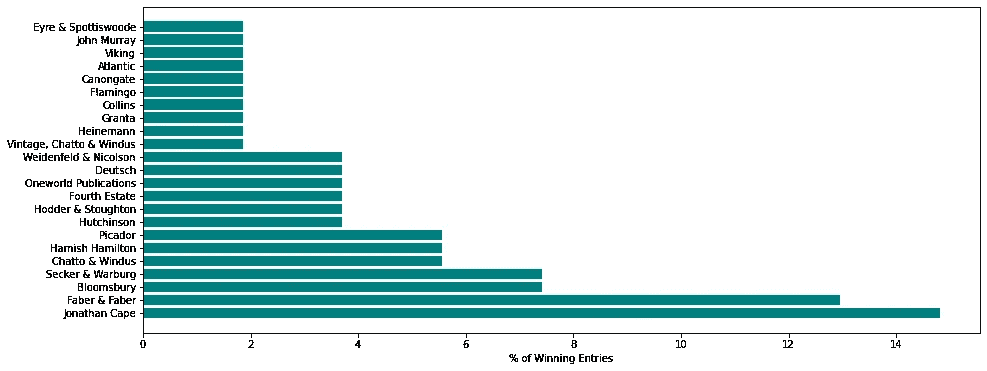 Eyre & Spottiswoode
John Murray
Viking
Atlantic
Canongate
Flamingo
Collins
Granta
Heinemann
Vintage, Chatto & Windus
Weidenfeld & Nicolson
Deutsch
Oneworld Publications
Fourth Estate
Hodder & Stoughton
Hutchinson
Picador
Hamish Hamilton
Chatto & Windus
Secker & Warburg
Bloomsbury
Faber & Faber
Jonathan Cape
0 2 4 6 8 10 12 14
% of Winning Entries